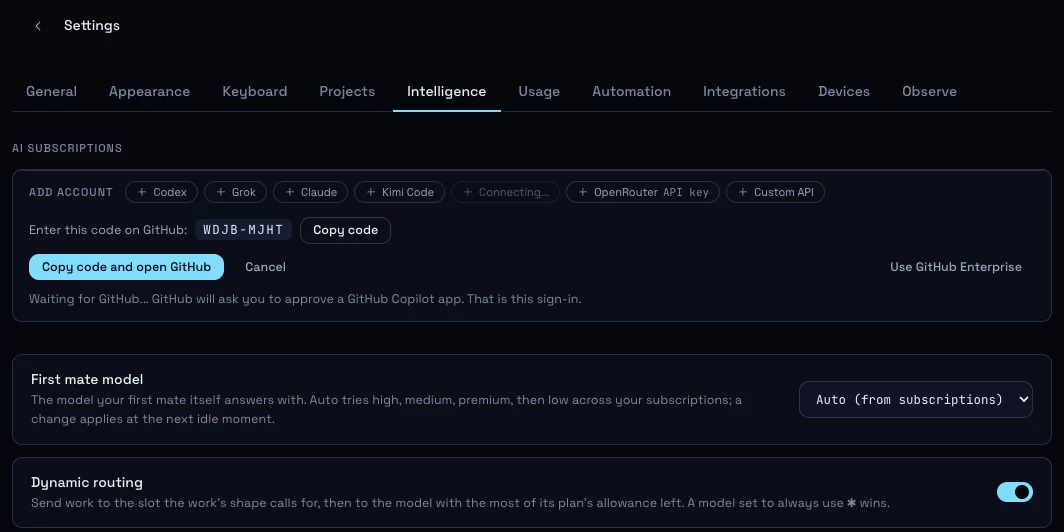 Settings
General Appearance Keyboard Projects Intelligence Usage Automation Integrations Devices Observe
AI SUBSCRIPTIONS
ADD ACCOUNT + Codex + Grok + Claude + Kimi Code + Connecting... + OpenRouter API key + Custom API
Enter this code on GitHub: WDJB-MJHT Copy code
Copy code and open GitHub Cancel Use GitHub Enterprise
Waiting for GitHub... GitHub will ask you to approve a GitHub Copilot app. That is this sign-in.
First mate model
The model your first mate itself answers with. Auto tries high, medium, premium, then low across your subscriptions; a
change applies at the next idle moment.
Auto (from subscriptions)
Dynamic routing
Send work to the slot the work's shape calls for, then to the model with the most of its plan's allowance left. A model set to always use ✱ wins.